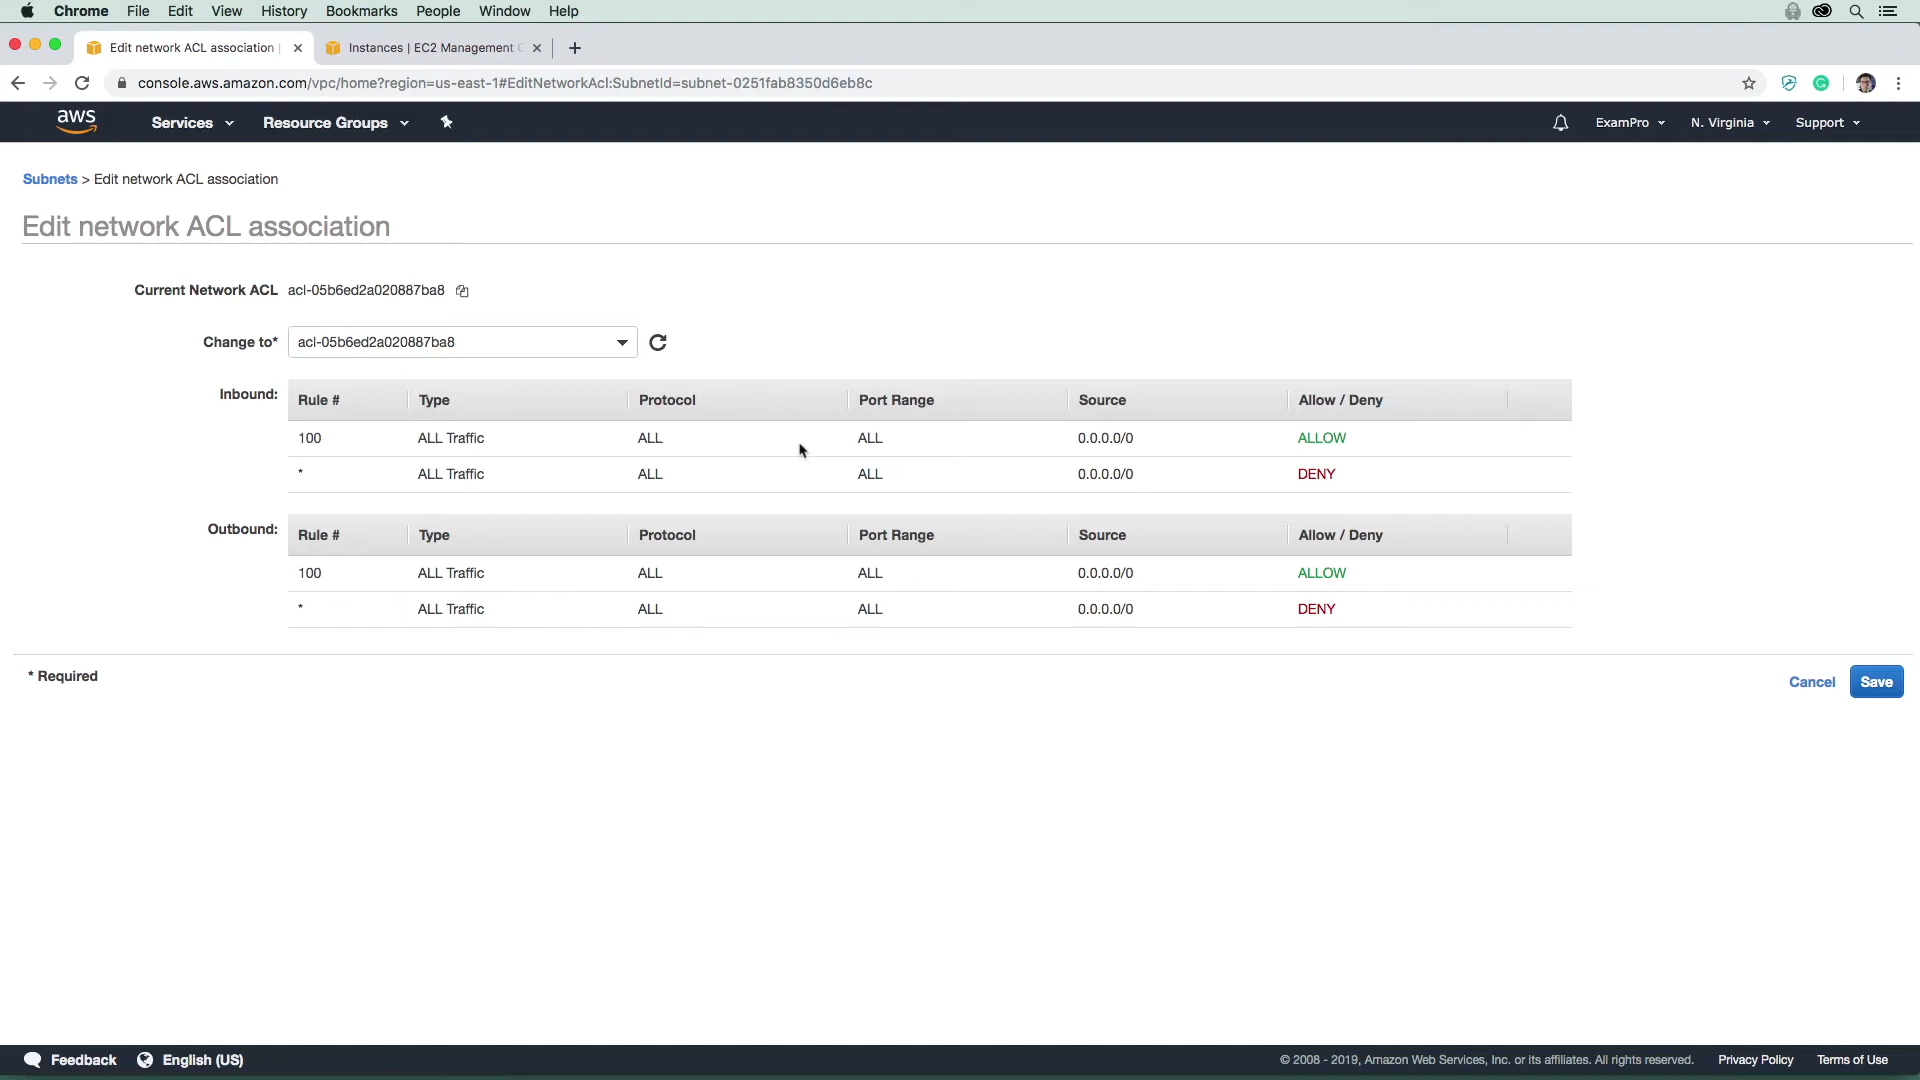 Chrome File Edit View History Bookmarks People Window Help
Edit network ACL association Instances | EC2 Management C
console.aws.amazon.com/vpc/home?region=us-east-1#EditNetworkAcl:SubnetId=subnet-0251fab8350d6eb8c
aws Services Resource Groups ExamPro N. Virginia Support
Subnets > Edit network ACL association
Edit network ACL association
Current Network ACL acl-05b6ed2a020887ba8
Change to* acl-05b6ed2a020887ba8
Inbound: Rule # Type Protocol Port Range Source Allow / Deny
100 ALL Traffic ALL ALL 0.0.0.0/0 ALLOW
* ALL Traffic ALL ALL 0.0.0.0/0 DENY
Outbound: Rule # Type Protocol Port Range Source Allow / Deny
100 ALL Traffic ALL ALL 0.0.0.0/0 ALLOW
* ALL Traffic ALL ALL 0.0.0.0/0 DENY
* Required Cancel Save
Feedback English (US) © 2008 - 2019, Amazon Web Services, Inc. or its affiliates. All rights reserved. Privacy Policy Terms of Use